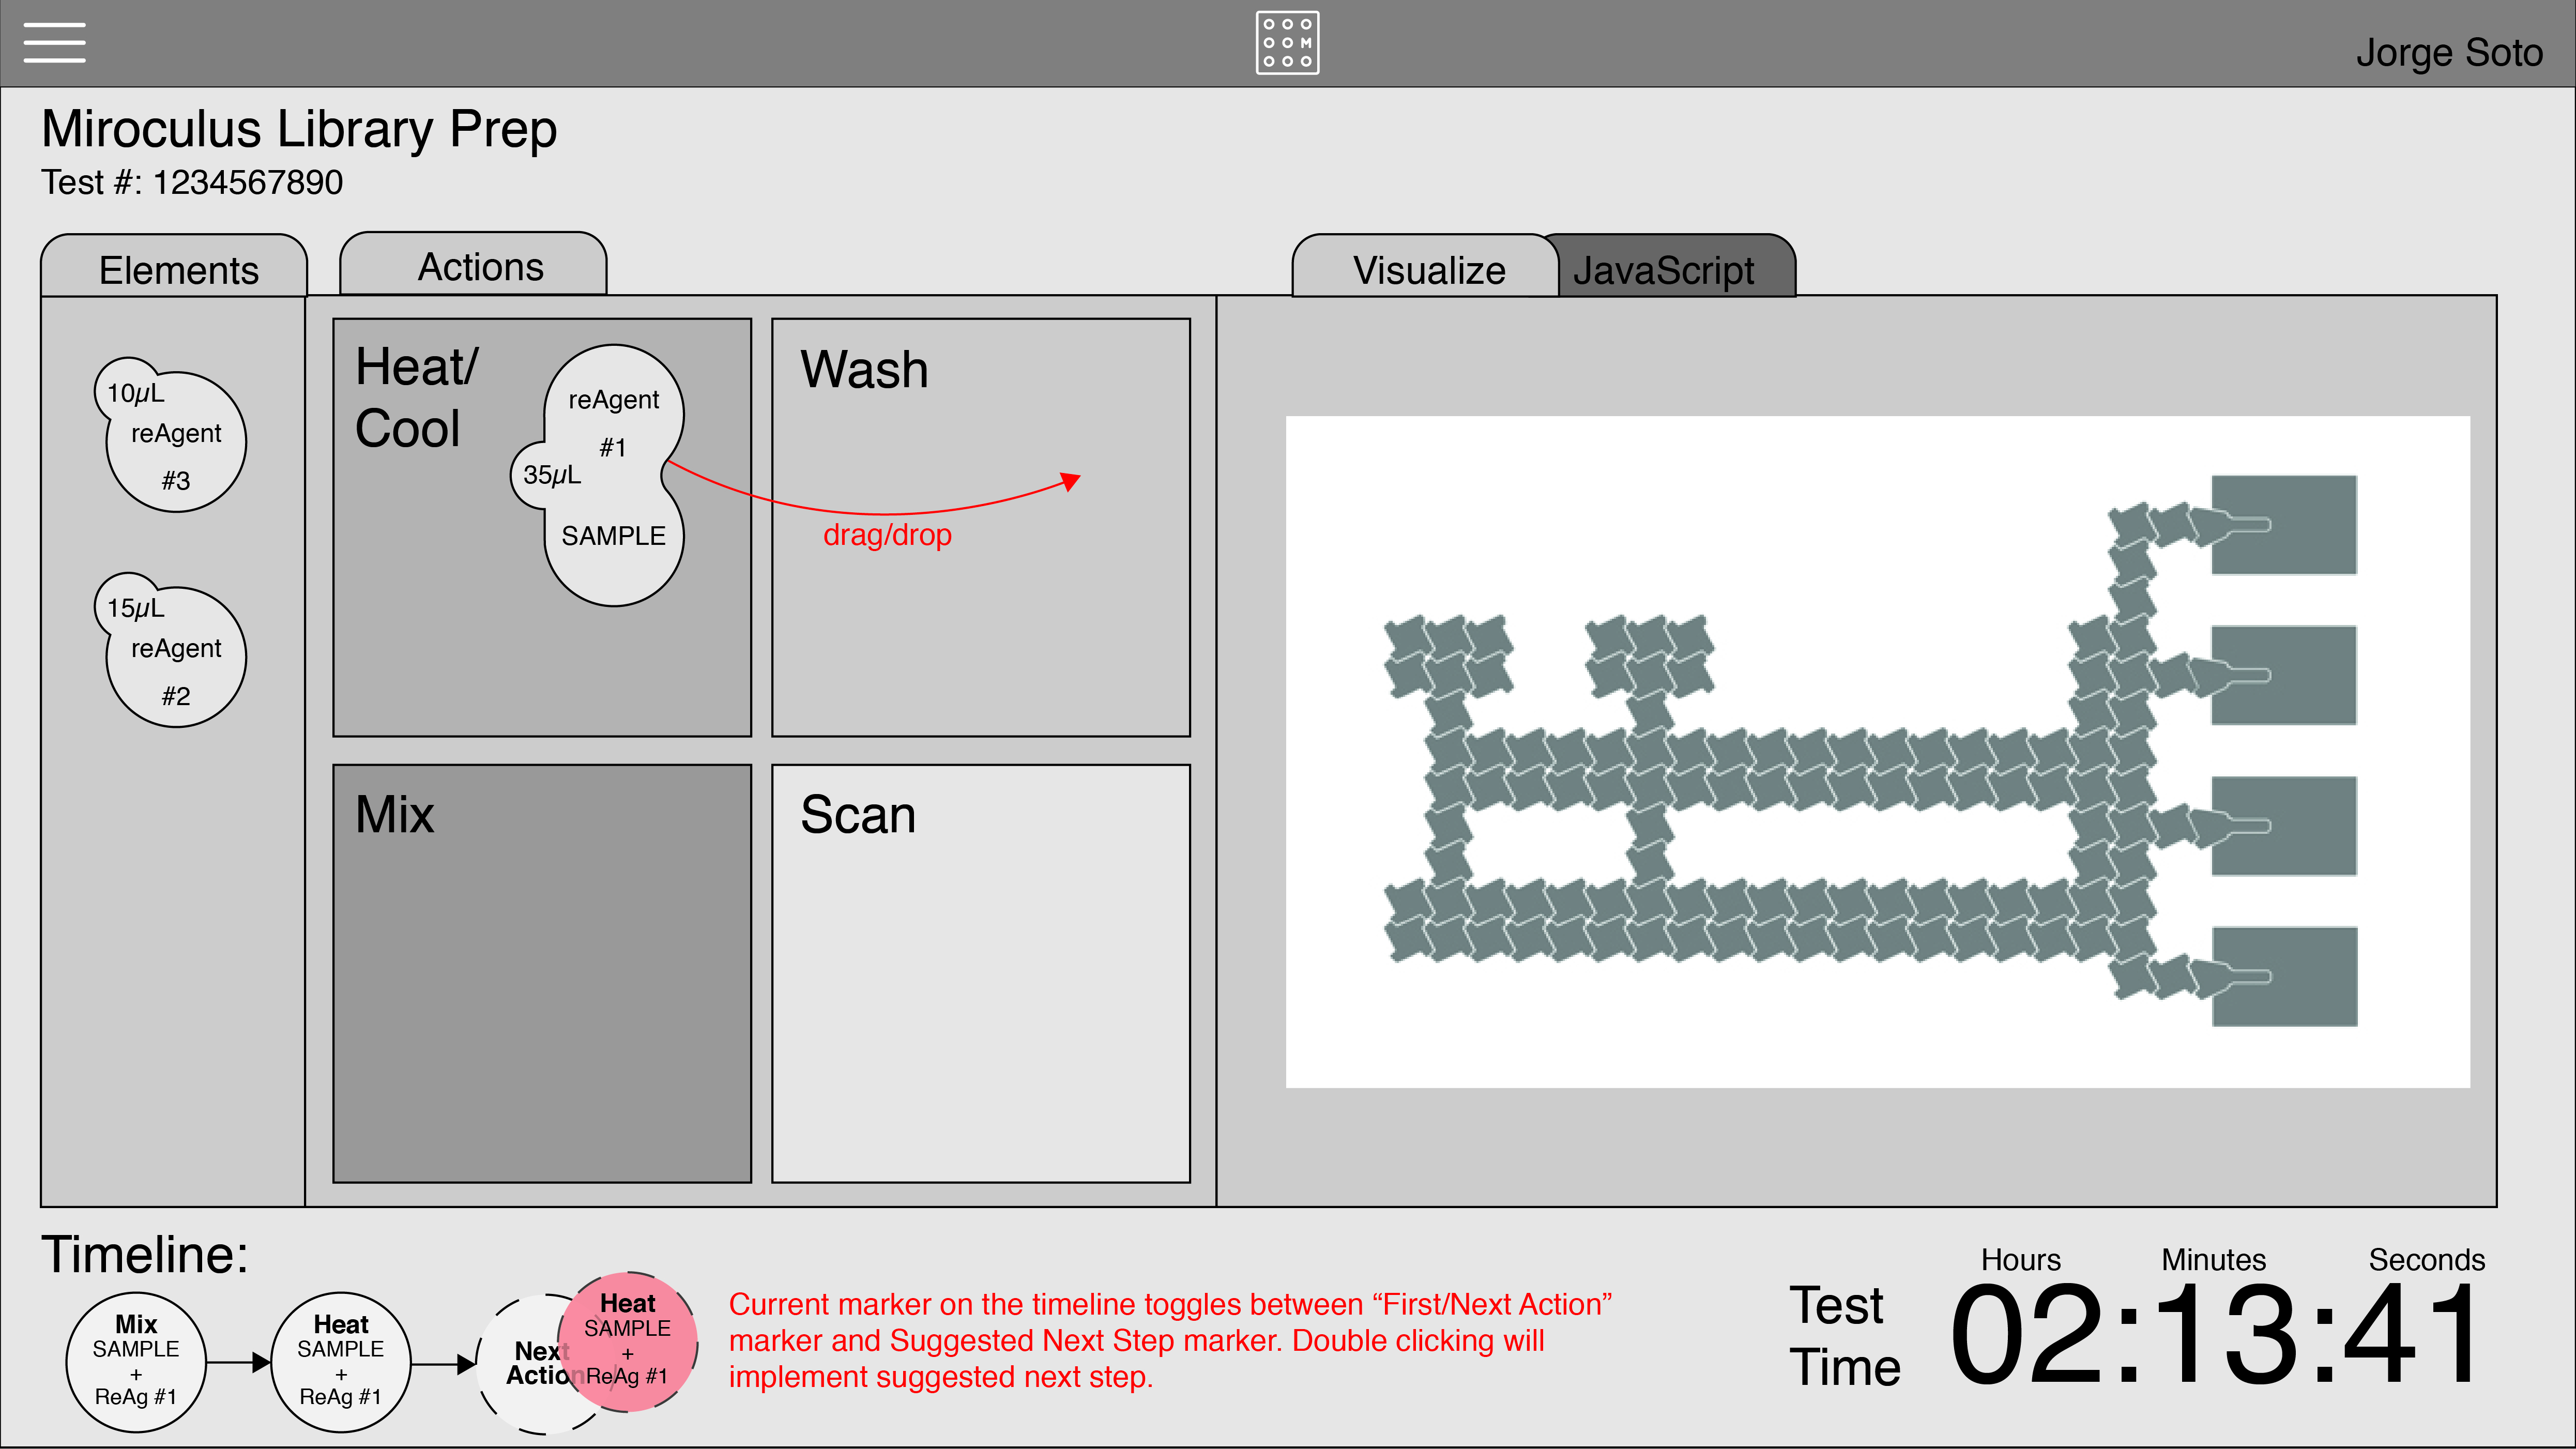 M
Jorge Soto
Miroculus Library Prep
Test #: 1234567890
Elements
Actions
Visualize
JavaScript
10µL
reAgent
#3
15µL
reAgent
#2
Heat/
Cool
reAgent
#1
35µL
SAMPLE
drag/drop
Wash
Mix
Scan
Timeline:
Mix
SAMPLE
+
ReAg #1
Heat
SAMPLE
+
ReAg #1
Next
Action
Heat
SAMPLE
+
ReAg #1
Current marker on the timeline toggles between “First/Next Action”
marker and Suggested Next Step marker. Double clicking will
implement suggested next step.
Test
Time
Hours Minutes Seconds
02:13:41